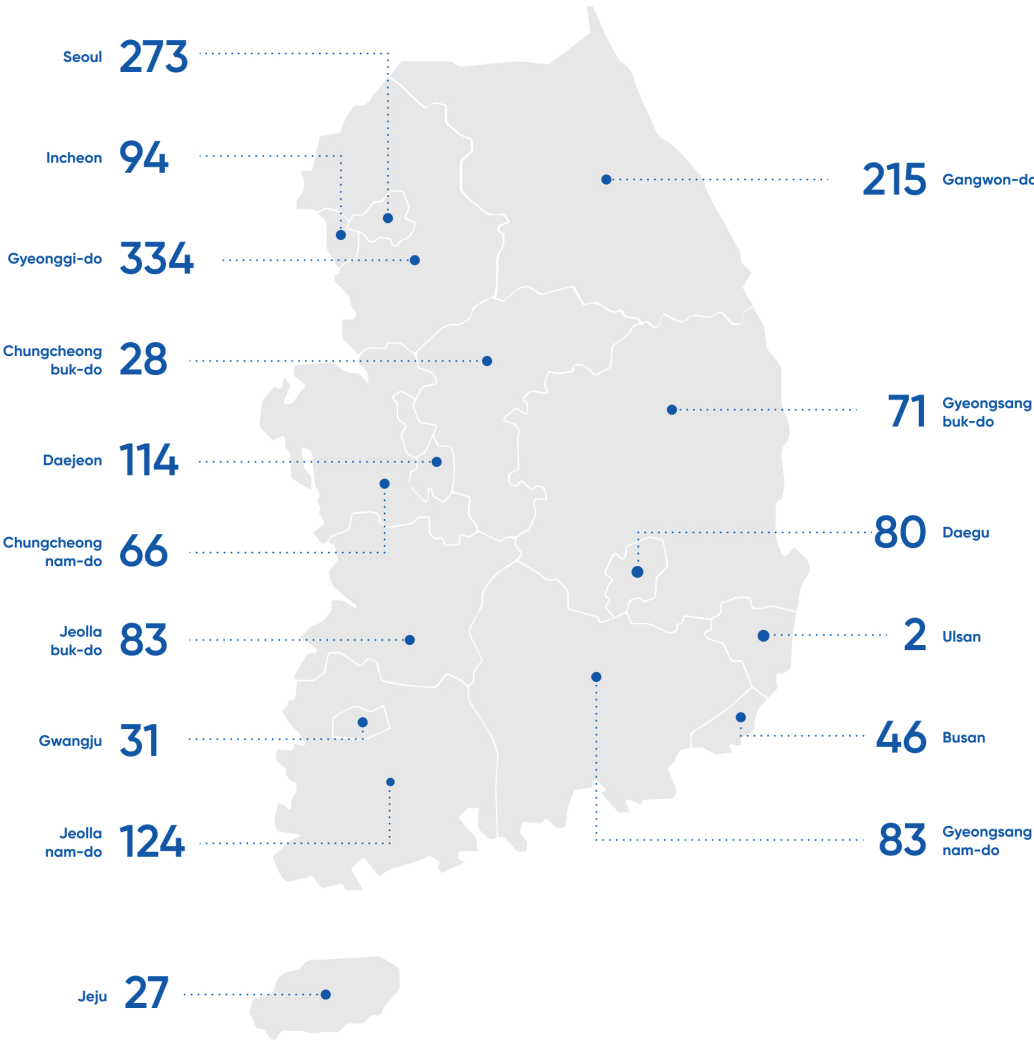 Seoul 273
Incheon 94
Gyeonggi-do 334
Chungcheong
buk-do 28
Daejeon 114
Chungcheong
nam-do 66
Jeolla
buk-do 83
Gwangju 31
Jeolla
nam-do 124
Jeju 27
215 Gangwon-do
71 Gyeongsang
buk-do
80 Daegu
2 Ulsan
46 Busan
83 Gyeongsang
nam-do